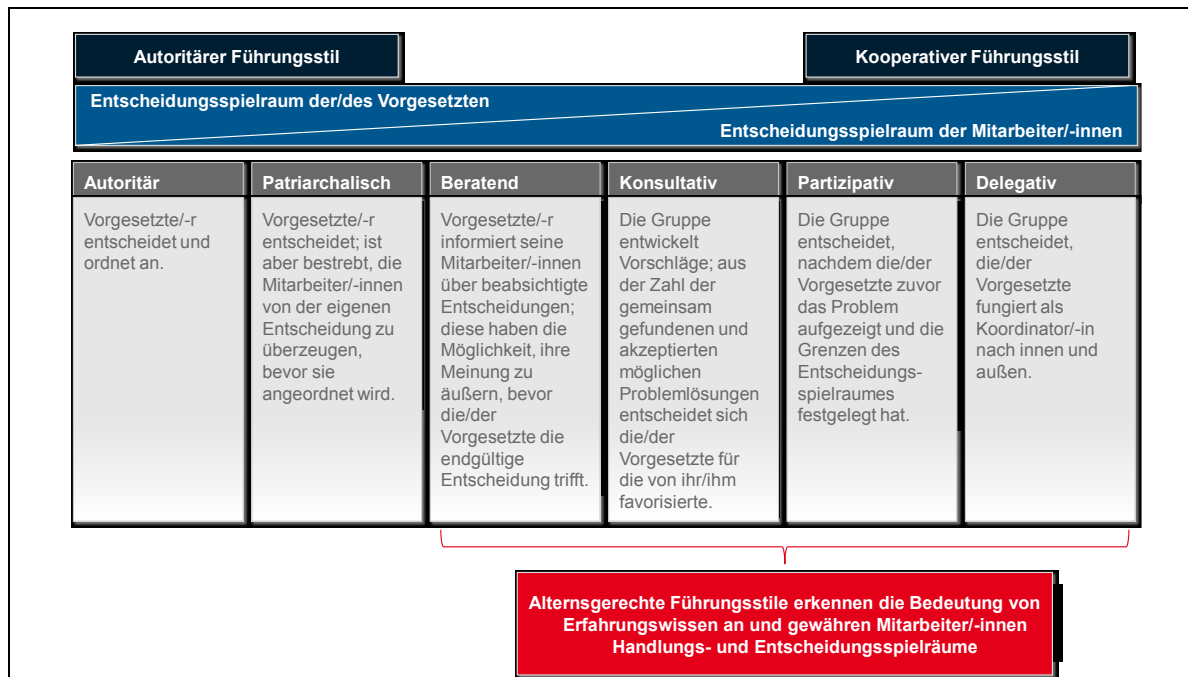 Autoritärer Führungsstil
Kooperativer Führungsstil
Entscheidungsspielraum der/des Vorgesetzten
Entscheidungsspielraum der Mitarbeiter/-innen
Autoritär
Vorgesetzte/-r
entscheidet und
ordnet an.
Patriarchalisch
Vorgesetzte/-r
entscheidet; ist
aber bestrebt, die
Mitarbeiter/-innen
von der eigenen
Entscheidung zu
überzeugen,
bevor sie
angeordnet wird.
Beratend
Vorgesetzte/-r
informiert seine
Mitarbeiter/-innen
über beabsichtigte
Entscheidungen;
diese haben die
Möglichkeit, ihre
Meinung zu
äußern, bevor
die/der
Vorgesetzte die
endgültige
Entscheidung trifft.
Konsultativ
Die Gruppe
entwickelt
Vorschläge; aus
der Zahl der
gemeinsam
gefundenen und
akzeptierten
möglichen
Problemlösungen
entscheidet sich
die/der
Vorgesetzte für
die von ihr/ihm
favorisierte.
Partizipativ
Die Gruppe
entscheidet,
nachdem die/der
Vorgesetzte zuvor
das Problem
aufgezeigt und die
Grenzen des
Entscheidungs-
spielraumes
festgelegt hat.
Delegativ
Die Gruppe
entscheidet,
die/der
Vorgesetzte
fungiert als
Koordinator/-in
nach innen und
außen.
Alternsgerechte Führungsstile erkennen die Bedeutung von
Erfahrungswissen an und gewähren Mitarbeiter/-innen
Handlungs- und Entscheidungsspielräume